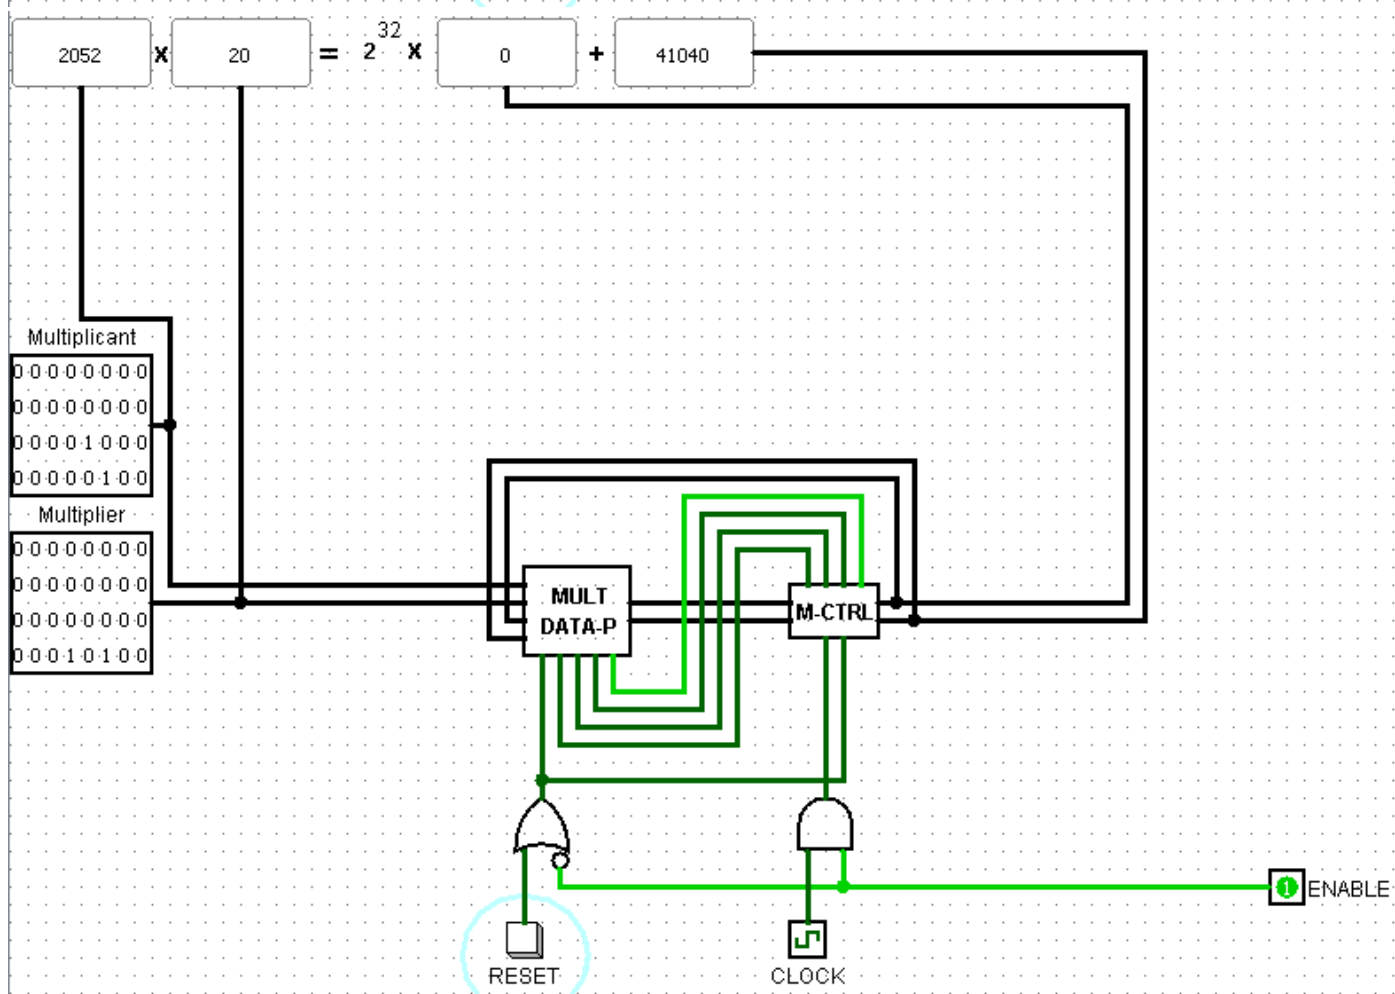 2052 x 20 = 2 32 x 0 + 41040
Multiplicant
0 0 0 0 0 0 0 0
0 0 0 0 0 0 0 0
0 0 0 0 1 0 0 0
0 0 0 0 0 1 0 0
Multiplier
0 0 0 0 0 0 0 0
0 0 0 0 0 0 0 0
0 0 0 0 0 0 0 0
0 0 0 1 0 1 0 0
MULT
DATA-P
M-CTRL
1 ENABLE
RESET
CLOCK